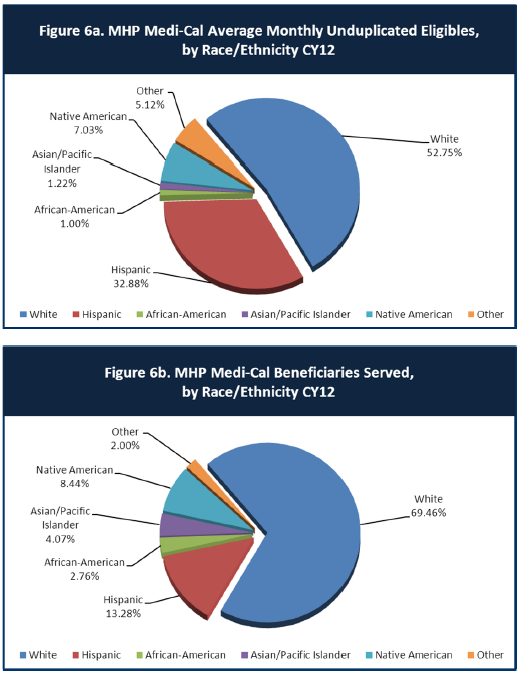 Figure 6a. MHP Medi-Cal Average Monthly Unduplicated Eligibles,
by Race/Ethnicity CY12
Other
5.12%
Native American
7.03%
White
52.75%
Asian/Pacific
Islander
1.22%
African-American
1.00%
Hispanic
32.88%
White Hispanic African-American Asian/Pacific Islander Native American Other
Figure 6b. MHP Medi-Cal Beneficiaries Served,
by Race/Ethnicity CY12
Other
2.00%
Native American
8.44%
White
69.46%
Asian/Pacific
Islander
4.07%
African-American
2.76%
Hispanic
13.28%
White Hispanic African-American Asian/Pacific Islander Native American Other